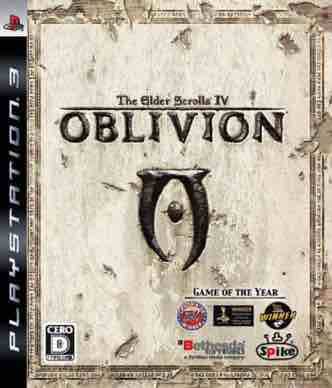 PLAYSTATION 3
The Elder Scrolls IV
OBLIVION
GAME OF THE YEAR
WINNER
CERO
D
Bethesda
Spike